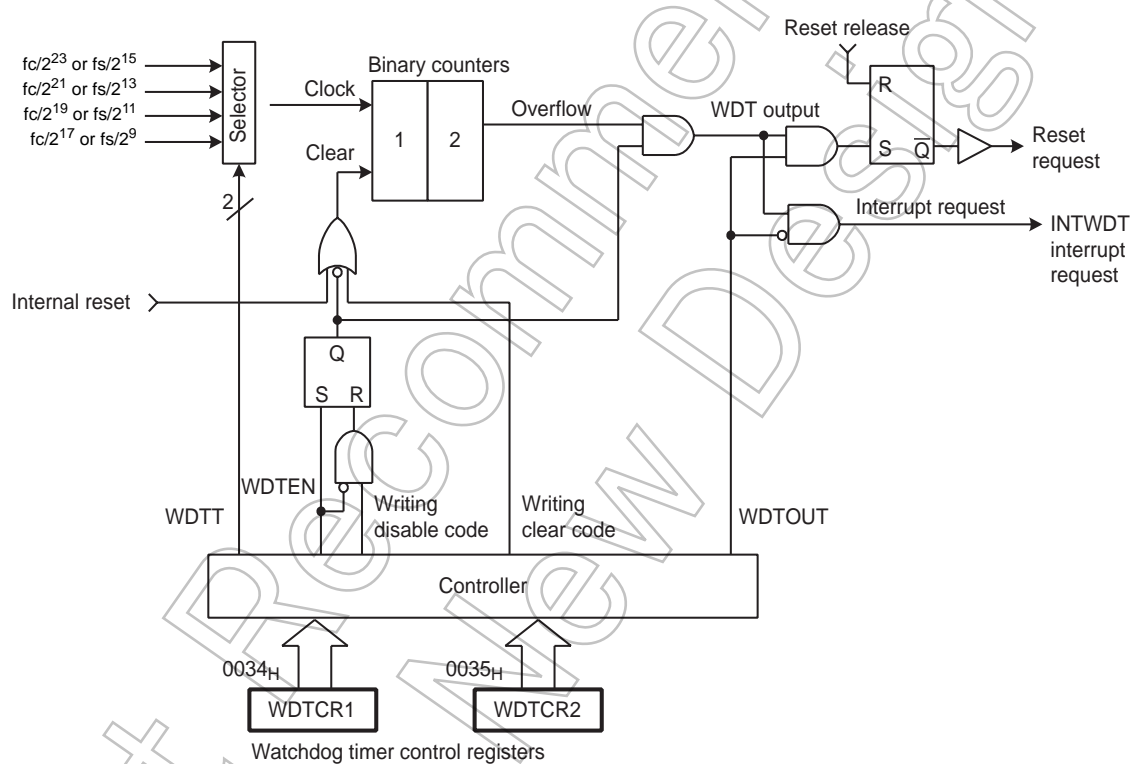 Reset release
fc/2^23 or fs/2^15
fc/2^21 or fs/2^13
fc/2^19 or fs/2^11
fc/2^17 or fs/2^9
Selector
Binary counters
Clock
Clear
1
2
Overflow
WDT output
R
S
Q̅
Reset
request
Interrupt request
INTWDT
interrupt
request
2
Internal reset
Q
S
R
WDTEN
WDTT
Writing
disable code
Writing
clear code
WDTOUT
Controller
0034H
0035H
WDTCR1
WDTCR2
Watchdog timer control registers
t Recommen
New Desig